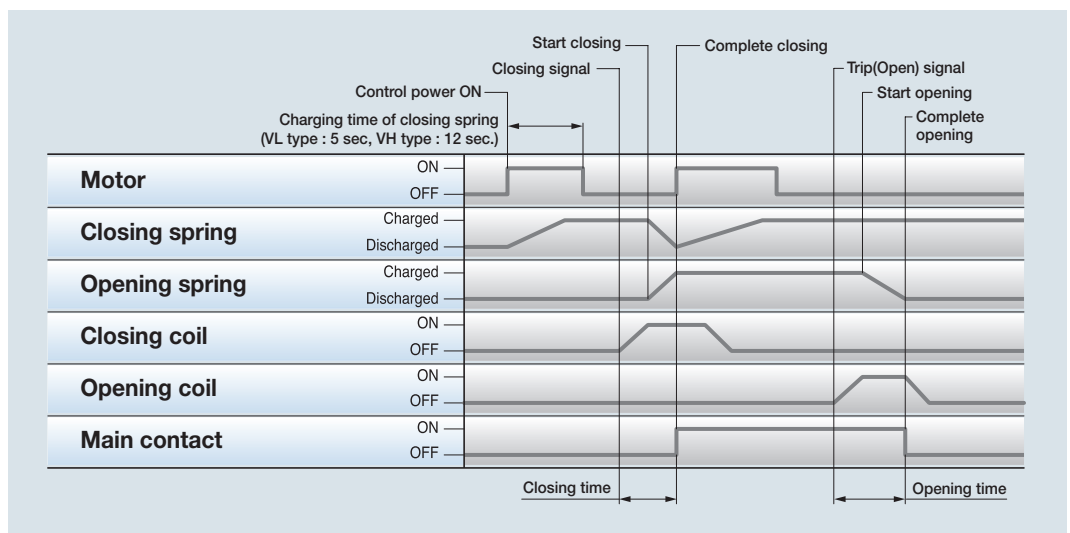 Start closing
Complete closing
Closing signal
Trip(Open) signal
Control power ON
Start opening
Charging time of closing spring
(VL type : 5 sec, VH type : 12 sec.)
Complete
opening
Motor
ON
OFF
Closing spring
Charged
Discharged
Opening spring
Charged
Discharged
Closing coil
ON
OFF
Opening coil
ON
OFF
Main contact
ON
OFF
Closing time
Opening time